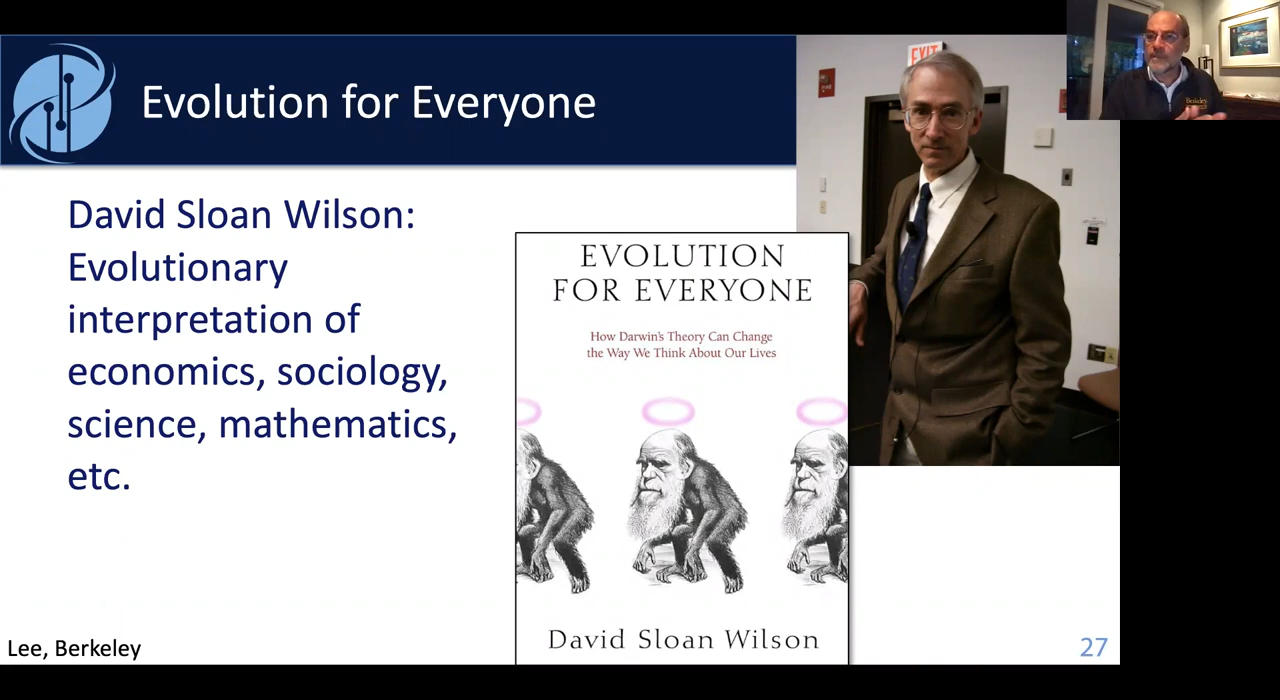 Evolution for Everyone
David Sloan Wilson:
Evolutionary
interpretation of
economics, sociology,
science, mathematics,
etc.
EVOLUTION
FOR EVERYONE
How Darwin's Theory Can Change
the Way We Think About Our Lives
David Sloan Wilson
EXIT
Berkeley
Lee, Berkeley
27